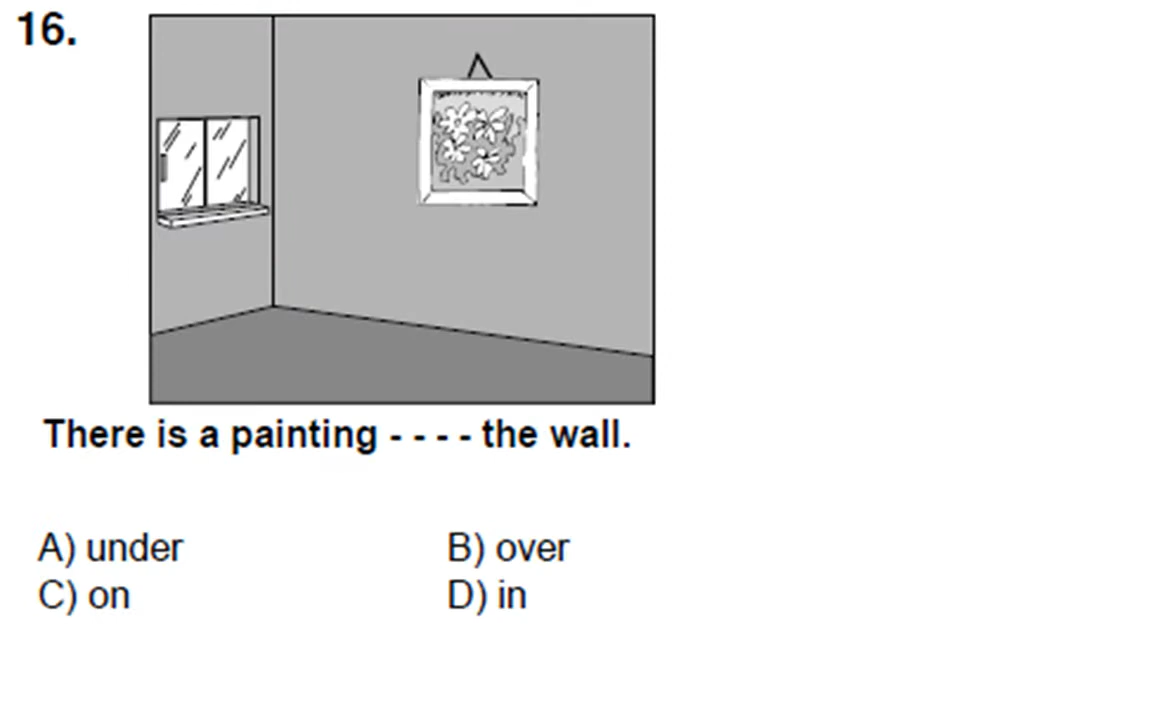 16.
There is a painting - - - - the wall.
A) under B) over
C) on D) in